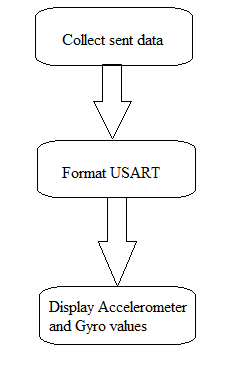 Collect sent data
Format USART
Display Accelerometer
and Gyro values